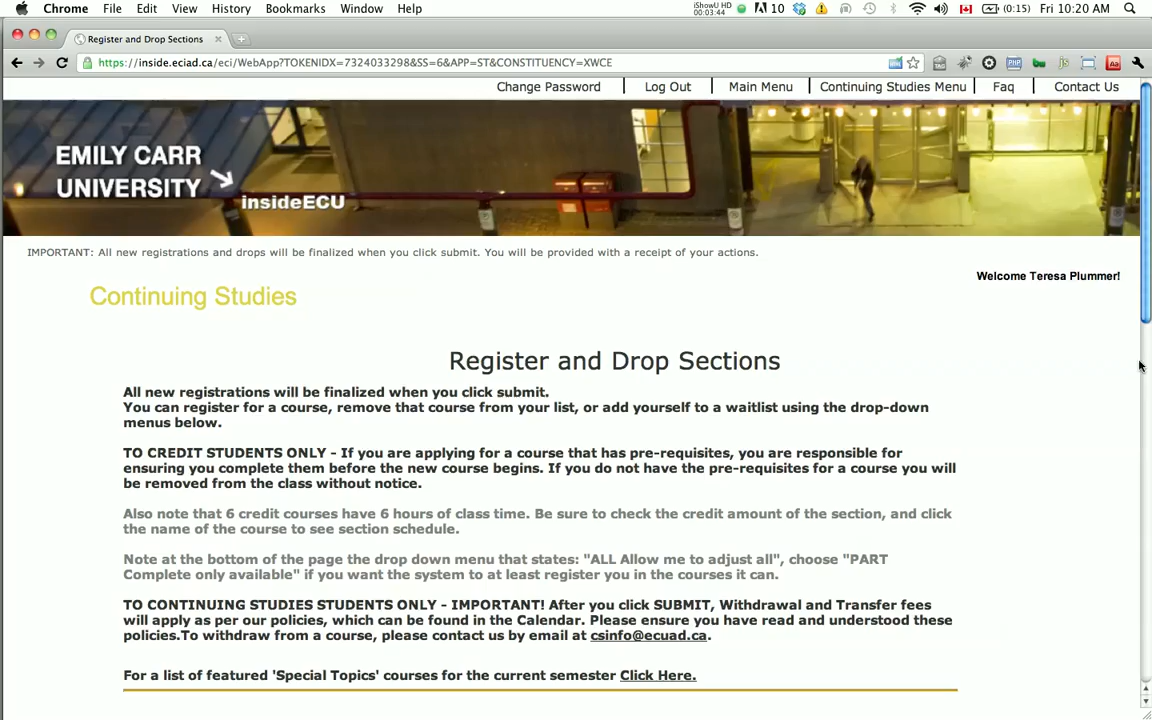 Chrome File Edit View History Bookmarks Window Help iShowU HD 00:03:44 10 (0:15) Fri 10:20 AM
Register and Drop Sections
https://inside.eciad.ca/eci/WebApp?TOKENIDX=7324033298&SS=6&APP=ST&CONSTITUENCY=XWCE
Change Password Log Out Main Menu Continuing Studies Menu Faq Contact Us
EMILY CARR
UNIVERSITY
insideECU
IMPORTANT: All new registrations and drops will be finalized when you click submit. You will be provided with a receipt of your actions.
Welcome Teresa Plummer!
Continuing Studies
Register and Drop Sections
All new registrations will be finalized when you click submit.
You can register for a course, remove that course from your list, or add yourself to a waitlist using the drop-down
menus below.
TO CREDIT STUDENTS ONLY - If you are applying for a course that has pre-requisites, you are responsible for
ensuring you complete them before the new course begins. If you do not have the pre-requisites for a course you will
be removed from the class without notice.
Also note that 6 credit courses have 6 hours of class time. Be sure to check the credit amount of the section, and click
the name of the course to see section schedule.
Note at the bottom of the page the drop down menu that states: "ALL Allow me to adjust all", choose "PART
Complete only available" if you want the system to at least register you in the courses it can.
TO CONTINUING STUDIES STUDENTS ONLY - IMPORTANT! After you click SUBMIT, Withdrawal and Transfer fees
will apply as per our policies, which can be found in the Calendar. Please ensure you have read and understood these
policies.To withdraw from a course, please contact us by email at csinfo@ecuad.ca.
For a list of featured 'Special Topics' courses for the current semester Click Here.